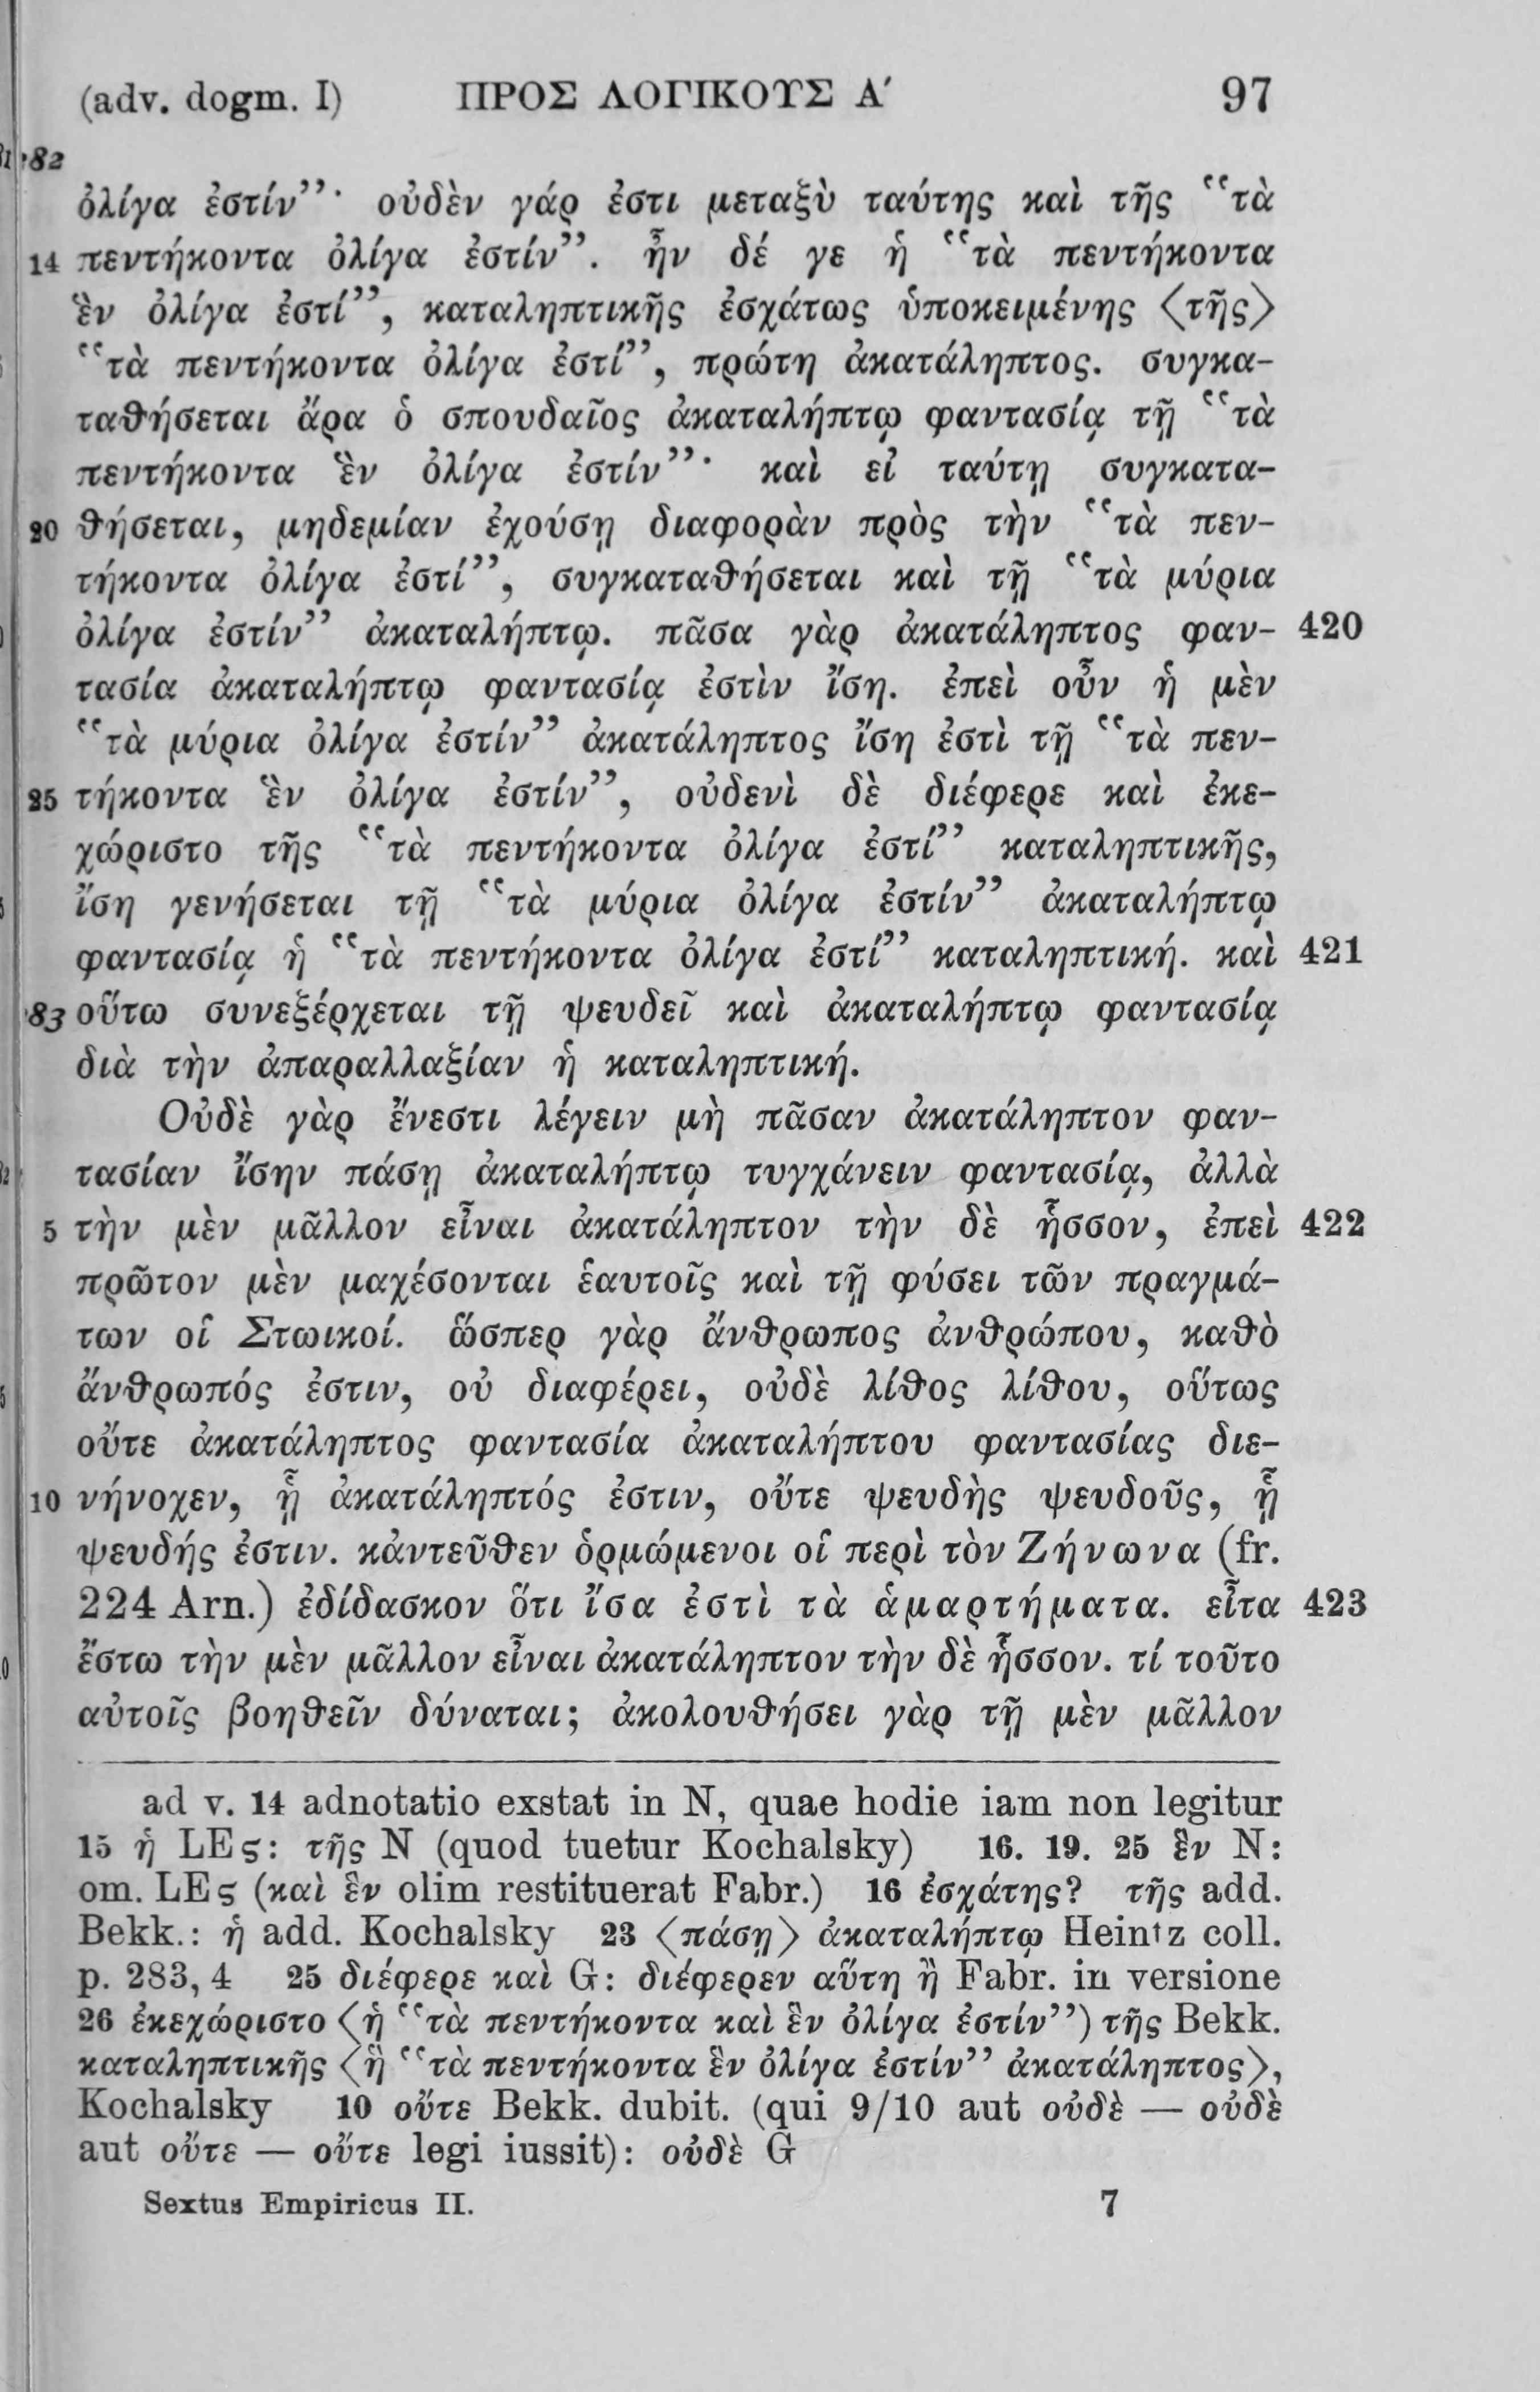 (adv. dogm. I) ΠΡΟΣ ΛΟΓΙΚΟΥΣ Α′ 97
82
ὀλίγα ἐστίν”· οὐδὲν γάρ ἐστι μεταξὺ ταύτης καὶ τῆς “τὰ
14 πεντήκοντα ὀλίγα ἐστίν”. ἦν δέ γε ἡ “τὰ πεντήκοντα
ἓν ὀλίγα ἐστί”, καταληπτικῆς ἐσχάτως ὑποκειμένης ⟨τῆς⟩
“τὰ πεντήκοντα ὀλίγα ἐστί”, πρώτη ἀκατάληπτος. συγκα-
ταθήσεται ἄρα ὁ σπουδαῖος ἀκαταλήπτῳ φαντασίᾳ τῇ “τὰ
πεντήκοντα ἓν ὀλίγα ἐστίν”· καὶ εἰ ταύτῃ συγκατα-
20 θήσεται, μηδεμίαν ἐχούσῃ διαφορὰν πρὸς τὴν “τὰ πεν-
τήκοντα ὀλίγα ἐστί”, συγκαταθήσεται καὶ τῇ “τὰ μύρια
ὀλίγα ἐστίν” ἀκαταλήπτῳ. πᾶσα γὰρ ἀκατάληπτος φαν- 420
τασία ἀκαταλήπτῳ φαντασίᾳ ἐστὶν ἴση. ἐπεὶ οὖν ἡ μὲν
“τὰ μύρια ὀλίγα ἐστίν” ἀκατάληπτος ἴση ἐστὶ τῇ “τὰ πεν-
25 τήκοντα ἓν ὀλίγα ἐστίν”, οὐδενὶ δὲ διέφερε καὶ ἐκε-
χώριστο τῆς “τὰ πεντήκοντα ὀλίγα ἐστί” καταληπτικῆς,
ἴση γενήσεται τῇ “τὰ μύρια ὀλίγα ἐστίν” ἀκαταλήπτῳ
φαντασίᾳ ἡ “τὰ πεντήκοντα ὀλίγα ἐστί” καταληπτική. καὶ 421
83 οὕτω συνεξέρχεται τῇ ψευδεῖ καὶ ἀκαταλήπτῳ φαντασίᾳ
διὰ τὴν ἀπαραλλαξίαν ἡ καταληπτική.
Οὐδὲ γὰρ ἔνεστι λέγειν μὴ πᾶσαν ἀκατάληπτον φαν-
τασίαν ἴσην πάσῃ ἀκαταλήπτῳ τυγχάνειν φαντασίᾳ, ἀλλὰ
5 τὴν μὲν μᾶλλον εἶναι ἀκατάληπτον τὴν δὲ ἧσσον, ἐπεὶ 422
πρῶτον μὲν μαχέσονται ἑαυτοῖς καὶ τῇ φύσει τῶν πραγμά-
των οἱ Στωικοί. ὥσπερ γὰρ ἄνθρωπος ἀνθρώπου, καθὸ
ἄνθρωπός ἐστιν, οὐ διαφέρει, οὐδὲ λίθος λίθου, οὕτως
οὔτε ἀκατάληπτος φαντασία ἀκαταλήπτου φαντασίας διε-
10 νήνοχεν, ᾗ ἀκατάληπτός ἐστιν, οὔτε ψευδὴς ψευδοῦς, ᾗ
ψευδής ἐστιν. κἀντεῦθεν ὁρμώμενοι οἱ περὶ τὸν Ζήνωνα (fr.
224 Arn.) ἐδίδασκον ὅτι ἴσα ἐστὶ τὰ ἁμαρτήματα. εἶτα 423
ἔστω τὴν μὲν μᾶλλον εἶναι ἀκατάληπτον τὴν δὲ ἧσσον. τί τοῦτο
αὐτοῖς βοηθεῖν δύναται; ἀκολουθήσει γὰρ τῇ μὲν μᾶλλον
ad v. 14 adnotatio exstat in N, quae hodie iam non legitur
15 ἡ LEς: τῆς N (quod tuetur Kochalsky) 16. 19. 25 ἓν N:
om. LEς (καὶ ἓν olim restituerat Fabr.) 16 ἐσχάτης? τῆς add.
Bekk.: ἡ add. Kochalsky 23 ⟨πάσῃ⟩ ἀκαταλήπτῳ Heintz coll.
p. 283, 4 25 διέφερε καὶ G: διέφερεν αὕτη ἢ Fabr. in versione
26 ἐκεχώριστο ⟨ἡ “τὰ πεντήκοντα καὶ ἓν ὀλίγα ἐστίν”) τῆς Bekk.
καταληπτικῆς ⟨ἢ “τὰ πεντήκοντα ἓν ὀλίγα ἐστίν” ἀκατάληπτος⟩,
Kochalsky 10 οὔτε Bekk. dubit. (qui 9/10 aut οὐδὲ — οὐδὲ
aut οὔτε — οὔτε legi iussit): οὐδὲ G
Sextus Empiricus II. 7